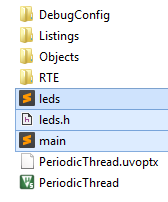 DebugConfig
Listings
Objects
RTE
leds
leds.h
main
PeriodicThread.uvoptx
PeriodicThread